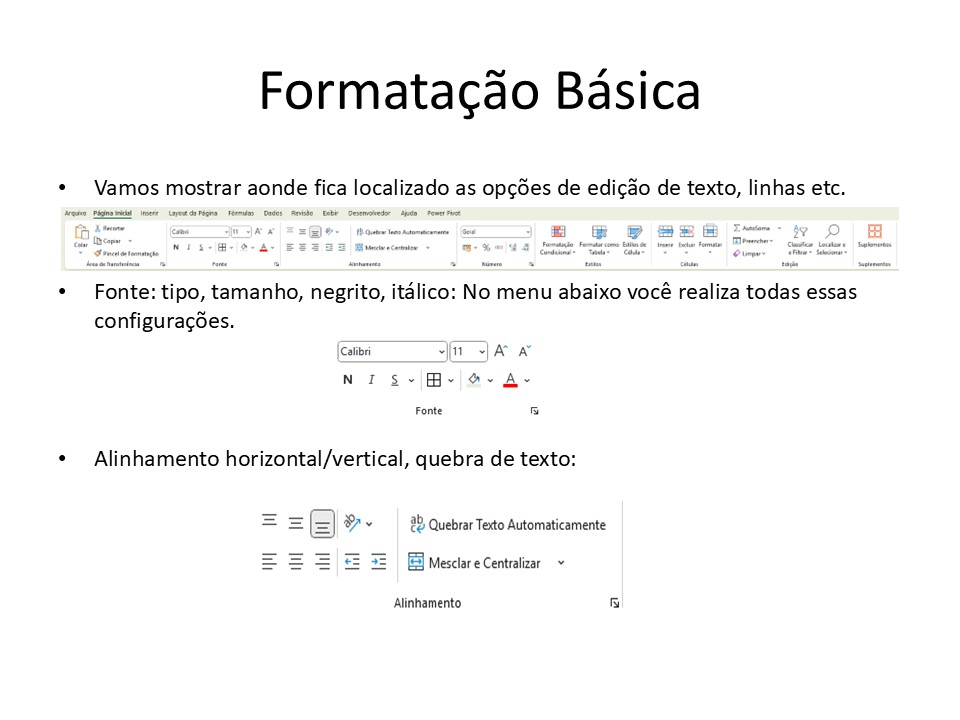 Formatação Básica
• Vamos mostrar aonde fica localizado as opções de edição de texto, linhas etc.
Arquivo Página Inicial Inserir Layout da Página Fórmulas Dados Revisão Exibir Desenvolvedor Ajuda Power Pivot
Colar
Recortar
Copiar
Pincel de Formatação
Área de Transferência
Calibri 11 A A
N I S A
Fonte
Quebrar Texto Automaticamente
Mesclar e Centralizar
Alinhamento
Geral
% 000
Número
Formatação Condicional
Formatar como Tabela
Estilos de Célula
Estilos
Inserir Excluir Formatar
Células
AutoSoma
Preencher
Limpar
Classificar e Filtrar
Localizar e Selecionar
Edição
Suplementos
Suplementos
• Fonte: tipo, tamanho, negrito, itálico: No menu abaixo você realiza todas essas
configurações.
Calibri 11 A A
N I S A
Fonte
• Alinhamento horizontal/vertical, quebra de texto:
ab ab c Quebrar Texto Automaticamente
Mesclar e Centralizar
Alinhamento